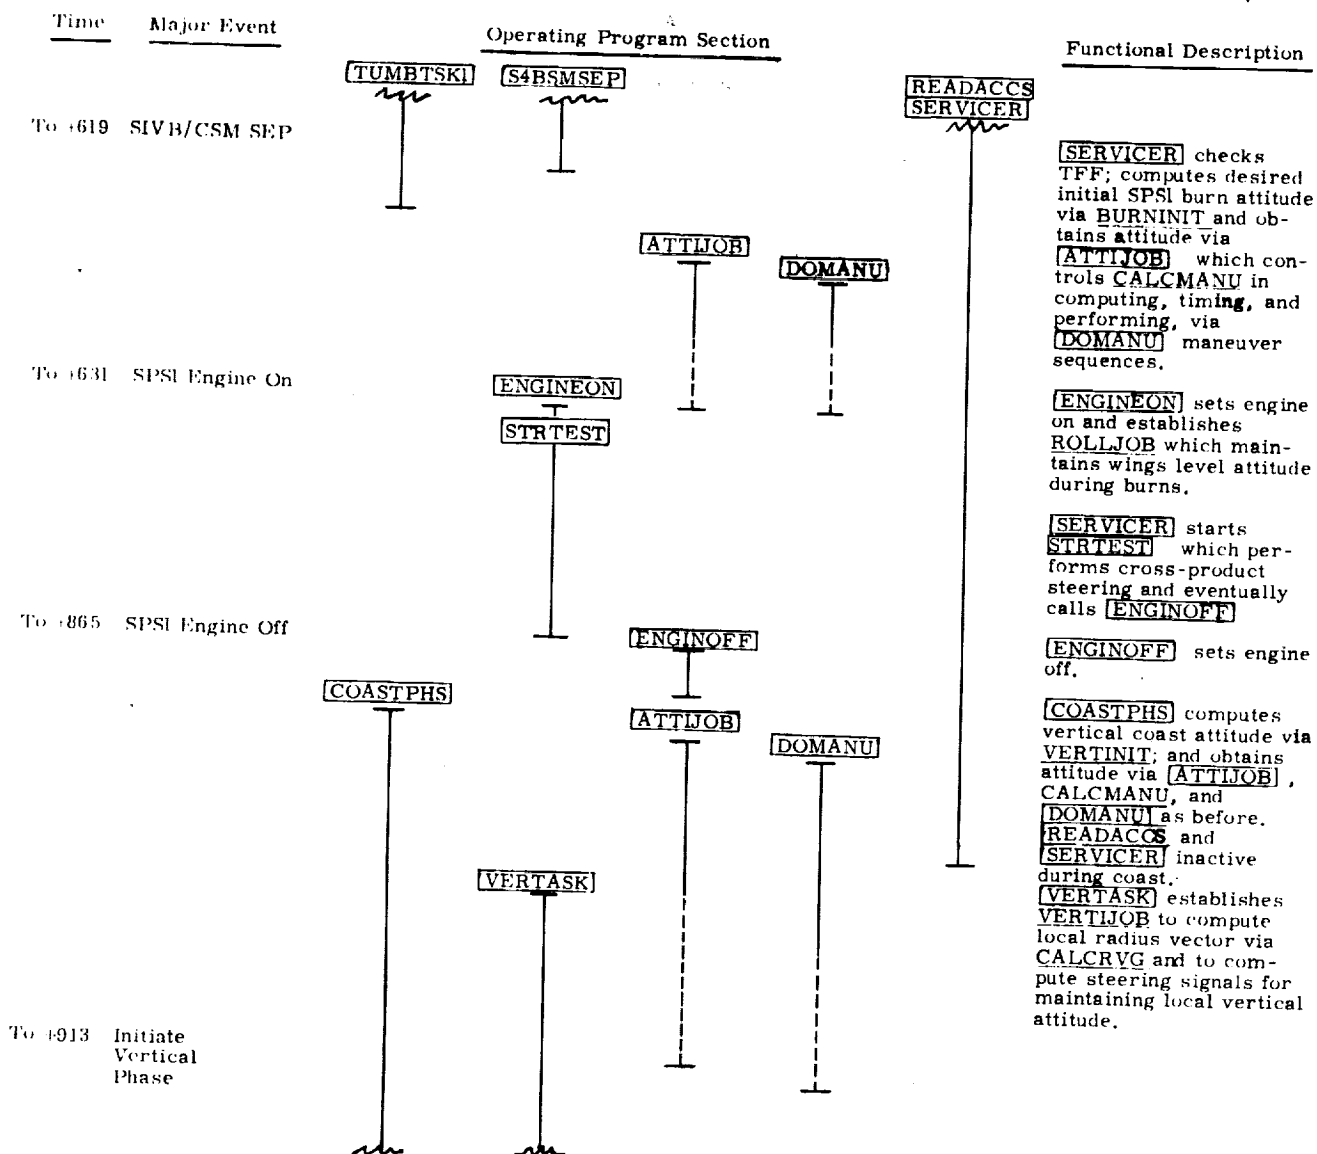 Time Major Event Operating Program Section Functional Description
TUMBTSK1 S4BSMSEP
READACCS
SERVICER
To +619 SIVB/CSM SEP
SERVICER checks
TFF; computes desired
initial SPS1 burn attitude
via BURNINIT and ob-
tains attitude via
ATTIJOB which con-
trols CALCMANU in
computing, timing, and
performing, via
DOMANU maneuver
sequences.
ATTIJOB
DOMANU
To +631 SPS1 Engine On
ENGINEON
STRTEST
ENGINEON sets engine
on and establishes
ROLLJOB which main-
tains wings level attitude
during burns.
SERVICER starts
STRTEST which per-
forms cross-product
steering and eventually
calls ENGINOFF
To +865 SPS1 Engine Off
ENGINOFF
ENGINOFF sets engine
off.
COASTPHS
ATTIJOB
DOMANU
COASTPHS computes
vertical coast attitude via
VERTINIT; and obtains
attitude via ATTIJOB,
CALCMANU, and
DOMANU as before.
READACCS and
SERVICER inactive
during coast.
VERTASK
VERTASK establishes
VERTIJOB to compute
local radius vector via
CALCRVG and to com-
pute steering signals for
maintaining local vertical
attitude.
To +913 Initiate
Vertical
Phase